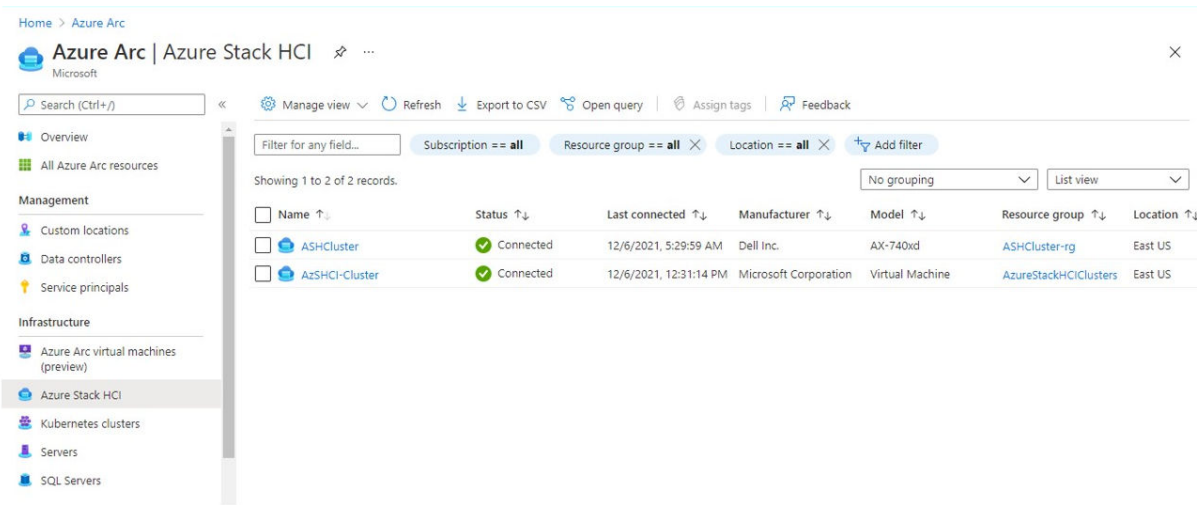 Home > Azure Arc
Azure Arc | Azure Stack HCI
Microsoft
Search (Ctrl+/)
Overview
All Azure Arc resources
Management
Custom locations
Data controllers
Service principals
Infrastructure
Azure Arc virtual machines
(preview)
Azure Stack HCI
Kubernetes clusters
Servers
SQL Servers
Manage view Refresh Export to CSV Open query Assign tags Feedback
Filter for any field... Subscription == all Resource group == all Location == all Add filter
Showing 1 to 2 of 2 records. No grouping List view
Name Status Last connected Manufacturer Model Resource group Location
ASHCluster Connected 12/6/2021, 5:29:59 AM Dell Inc. AX-740xd ASHCluster-rg East US
AzSHCI-Cluster Connected 12/6/2021, 12:31:14 PM Microsoft Corporation Virtual Machine AzureStackHCIClusters East US